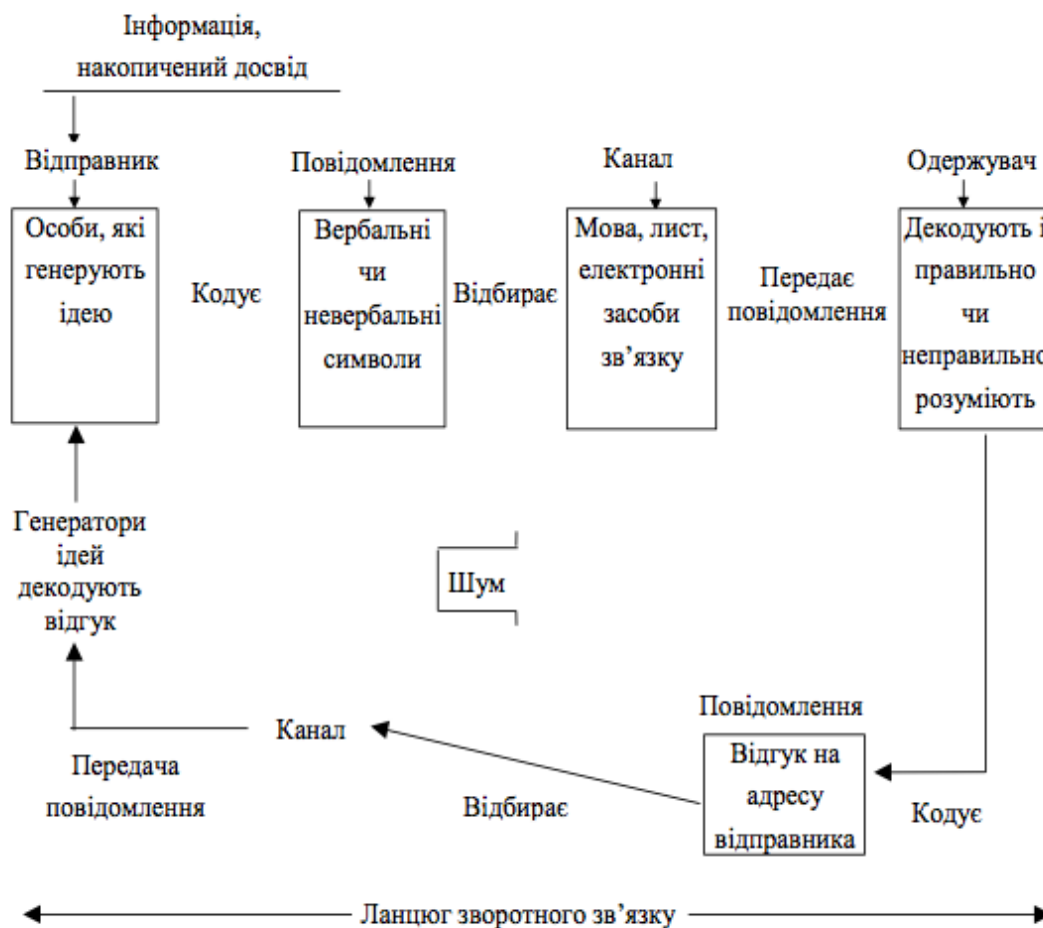 Інформація,
накопичений досвід
Відправник
Повідомлення
Канал
Одержувач
Особи, які
генерують
ідею
Кодує
Вербальні
чи
невербальні
символи
Відбирає
Мова, лист,
електронні
засоби
зв’язку
Передає
повідомлення
Декодують і
правильно
чи
неправильно
розуміють
Генератори
ідей
декодують
відгук
Шум
Повідомлення
Відгук на
адресу
відправника
Кодує
Відбирає
Канал
Передача
повідомлення
Ланцюг зворотного зв’язку